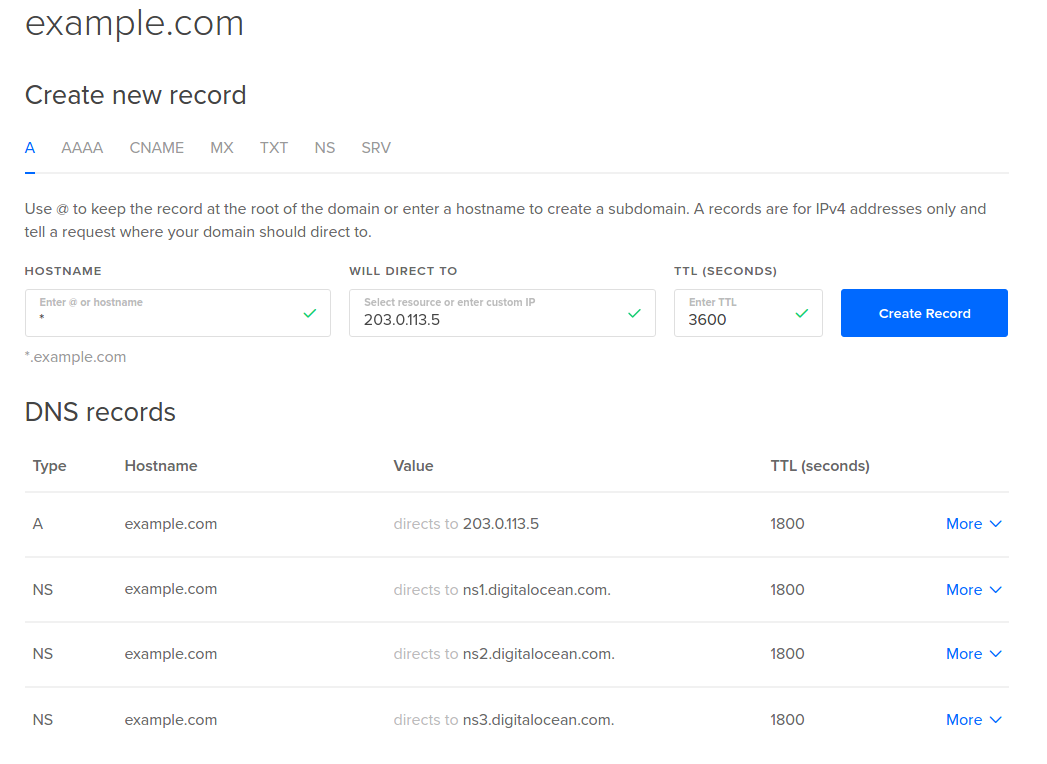 example.com
Create new record
A AAAA CNAME MX TXT NS SRV
Use @ to keep the record at the root of the domain or enter a hostname to create a subdomain. A records are for IPv4 addresses only and
tell a request where your domain should direct to.
HOSTNAME WILL DIRECT TO TTL (SECONDS)
Enter @ or hostname Select resource or enter custom IP Enter TTL
* 203.0.113.5 3600 Create Record
*.example.com
DNS records
Type Hostname Value TTL (seconds)
A example.com directs to 203.0.113.5 1800 More
NS example.com directs to ns1.digitalocean.com. 1800 More
NS example.com directs to ns2.digitalocean.com. 1800 More
NS example.com directs to ns3.digitalocean.com. 1800 More